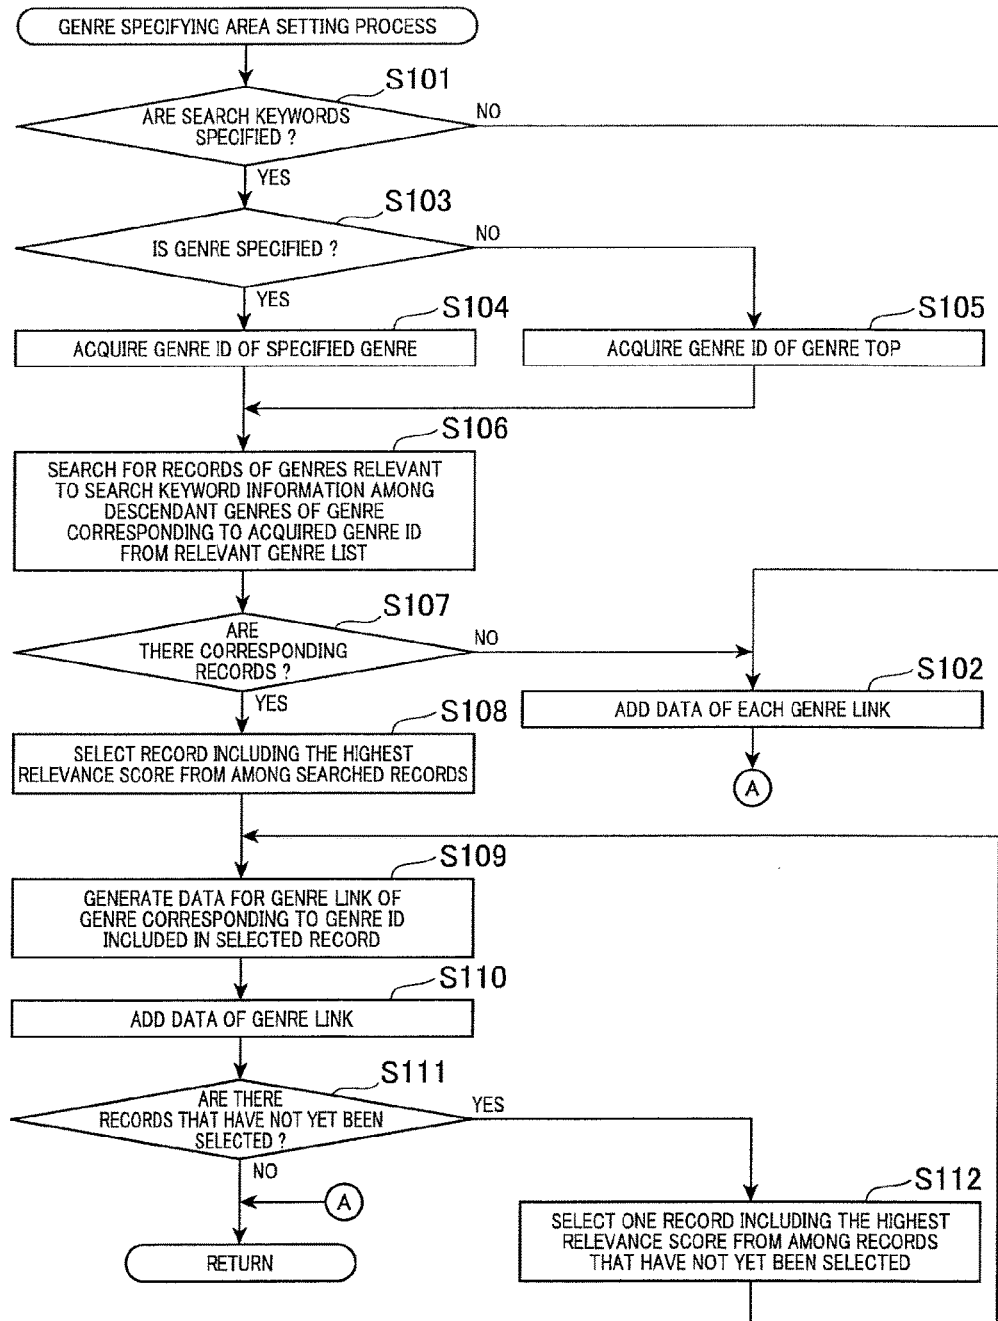 GENRE SPECIFYING AREA SETTING PROCESS
S101
ARE SEARCH KEYWORDS
SPECIFIED ?
NO
YES
S103
IS GENRE SPECIFIED ?
NO
YES
S104
ACQUIRE GENRE ID OF SPECIFIED GENRE
S105
ACQUIRE GENRE ID OF GENRE TOP
S106
SEARCH FOR RECORDS OF GENRES RELEVANT
TO SEARCH KEYWORD INFORMATION AMONG
DESCENDANT GENRES OF GENRE
CORRESPONDING TO ACQUIRED GENRE ID
FROM RELEVANT GENRE LIST
S107
ARE
THERE CORRESPONDING
RECORDS ?
NO
YES
S102
ADD DATA OF EACH GENRE LINK
A
S108
SELECT RECORD INCLUDING THE HIGHEST
RELEVANCE SCORE FROM AMONG SEARCHED RECORDS
S109
GENERATE DATA FOR GENRE LINK OF
GENRE CORRESPONDING TO GENRE ID
INCLUDED IN SELECTED RECORD
S110
ADD DATA OF GENRE LINK
S111
ARE THERE
RECORDS THAT HAVE NOT YET BEEN
SELECTED ?
YES
NO
A
RETURN
S112
SELECT ONE RECORD INCLUDING THE HIGHEST
RELEVANCE SCORE FROM AMONG RECORDS
THAT HAVE NOT YET BEEN SELECTED